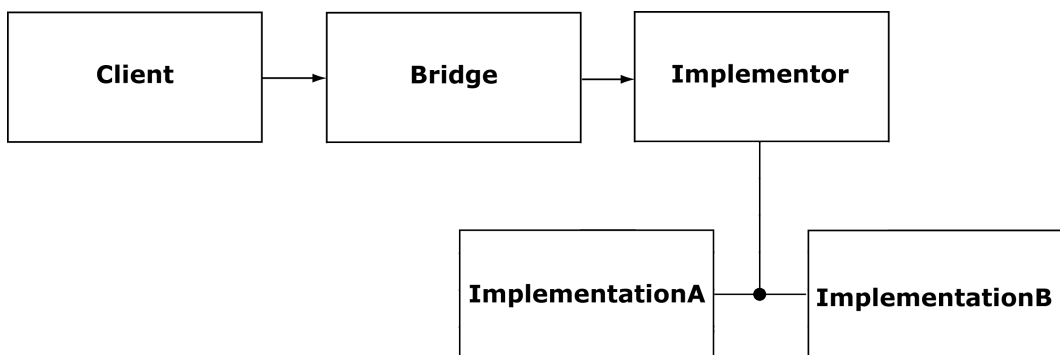 Client
Bridge
Implementor
ImplementationA
ImplementationB